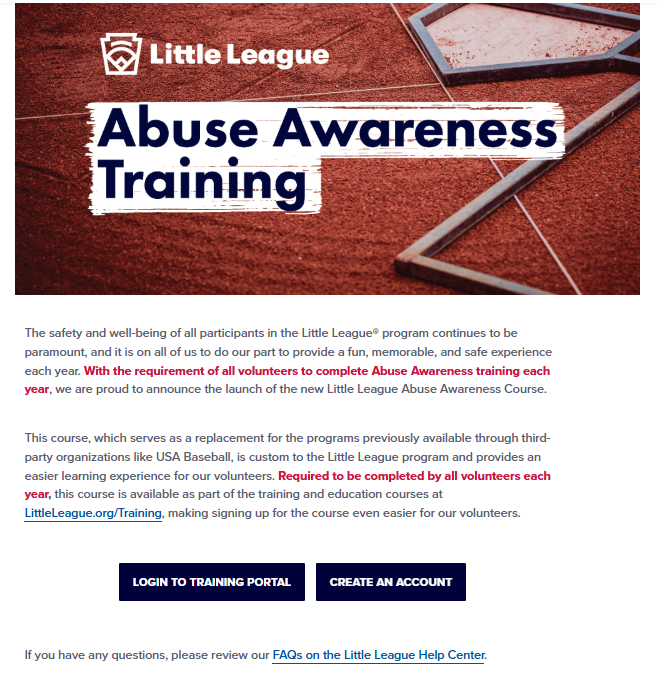 Little League
Abuse Awareness
Training
The safety and well-being of all participants in the Little League® program continues to be
paramount, and it is on all of us to do our part to provide a fun, memorable, and safe experience
each year. With the requirement of all volunteers to complete Abuse Awareness training each
year, we are proud to announce the launch of the new Little League Abuse Awareness Course.
This course, which serves as a replacement for the programs previously available through third-
party organizations like USA Baseball, is custom to the Little League program and provides an
easier learning experience for our volunteers. Required to be completed by all volunteers each
year, this course is available as part of the training and education courses at
LittleLeague.org/Training, making signing up for the course even easier for our volunteers.
LOGIN TO TRAINING PORTAL CREATE AN ACCOUNT
If you have any questions, please review our FAQs on the Little League Help Center.